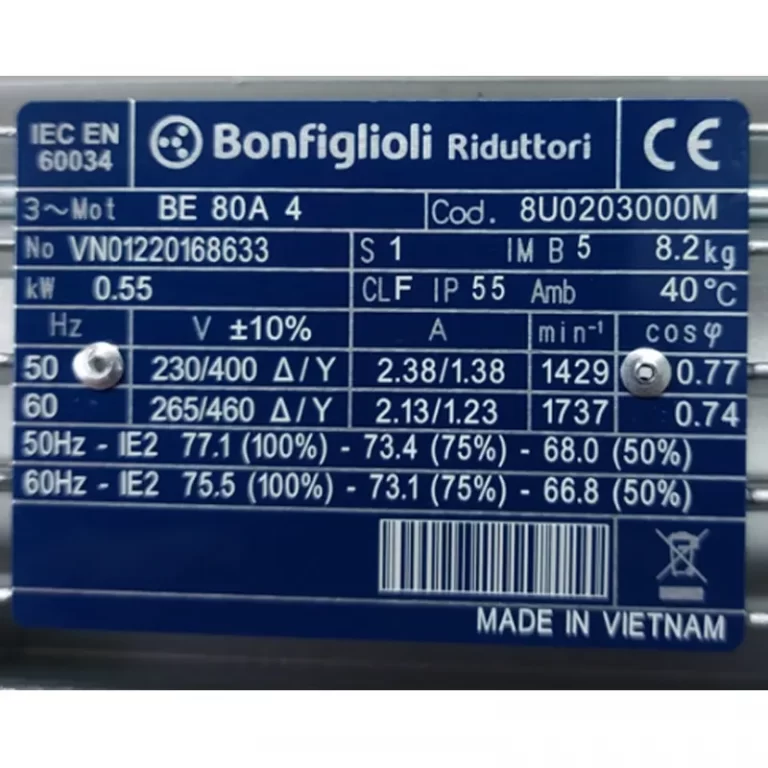 IEC EN
60034
Bonfiglioli Riduttori
CE
3~Mot BE 80A 4 Cod. 8U0203000M
No VN01220168633 S 1 IM B 5 8.2kg
kW 0.55 CLF IP 55 Amb 40°C
Hz V ±10% A min⁻¹ cosφ
50 230/400 Δ/Y 2.38/1.38 1429 0.77
60 265/460 Δ/Y 2.13/1.23 1737 0.74
50Hz - IE2 77.1 (100%) - 73.4 (75%) - 68.0 (50%)
60Hz - IE2 75.5 (100%) - 73.1 (75%) - 66.8 (50%)
MADE IN VIETNAM